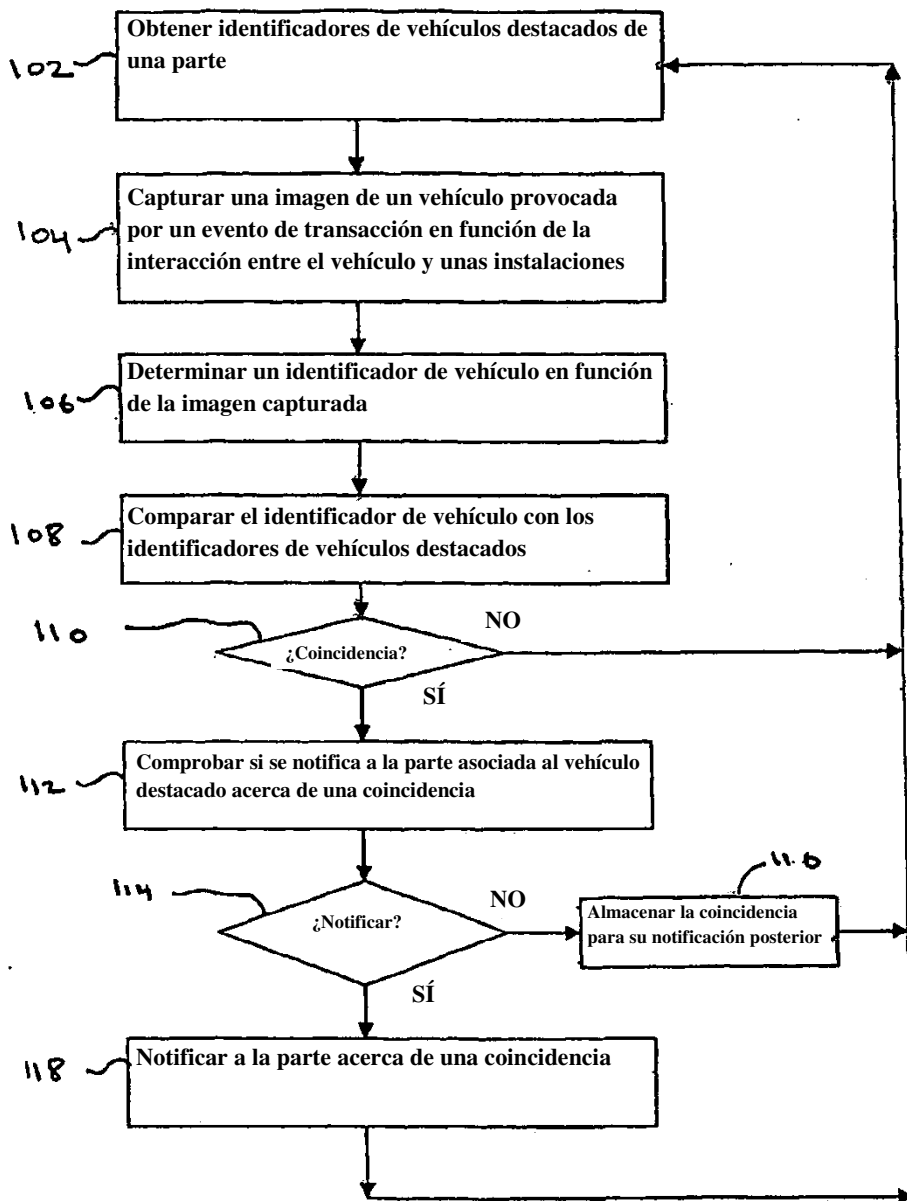 Obtener identificadores de vehículos destacados de
una parte
102
Capturar una imagen de un vehículo provocada
por un evento de transacción en función de la
interacción entre el vehículo y unas instalaciones
104
Determinar un identificador de vehículo en función
de la imagen capturada
106
Comparar el identificador de vehículo con los
identificadores de vehículos destacados
108
110
¿Coincidencia?
NO
SÍ
Comprobar si se notifica a la parte asociada al vehículo
destacado acerca de una coincidencia
112
114
¿Notificar?
NO
116
Almacenar la coincidencia
para su notificación posterior
SÍ
Notificar a la parte acerca de una coincidencia
118